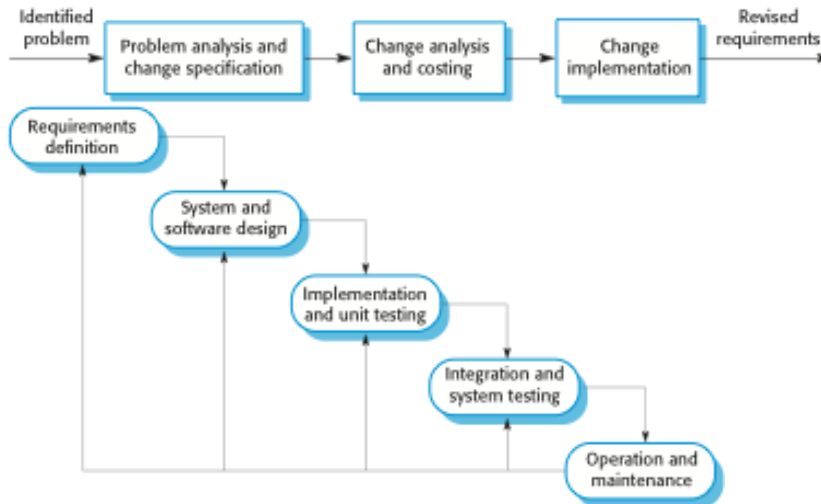 Identified
problem
Problem analysis and
change specification
Change analysis
and costing
Change
implementation
Revised
requirements
Requirements
definition
System and
software design
Implementation
and unit testing
Integration and
system testing
Operation and
maintenance